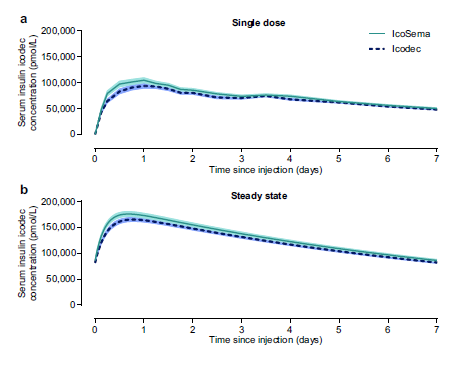 a
Single dose
IcoSema
Icodec
Serum insulin icodec
concentration (pmol/L)
200,000
150,000
100,000
50,000
0
0 1 2 3 4 5 6 7
Time since injection (days)
b
Steady state
Serum insulin icodec
concentration (pmol/L)
200,000
150,000
100,000
50,000
0
0 1 2 3 4 5 6 7
Time since injection (days)